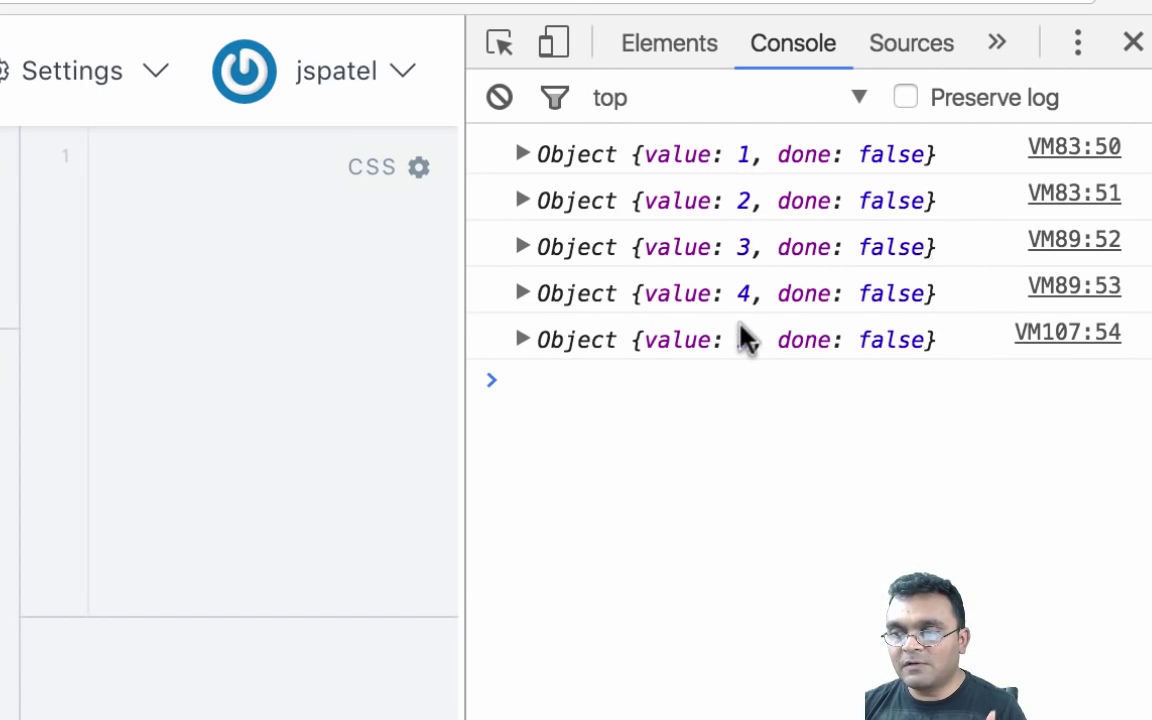 Settings
jspatel
1
CSS
Elements Console Sources »
top ▼ Preserve log
▶ Object {value: 1, done: false} VM83:50
▶ Object {value: 2, done: false} VM83:51
▶ Object {value: 3, done: false} VM89:52
▶ Object {value: 4, done: false} VM89:53
▶ Object {value: , done: false} VM107:54
>